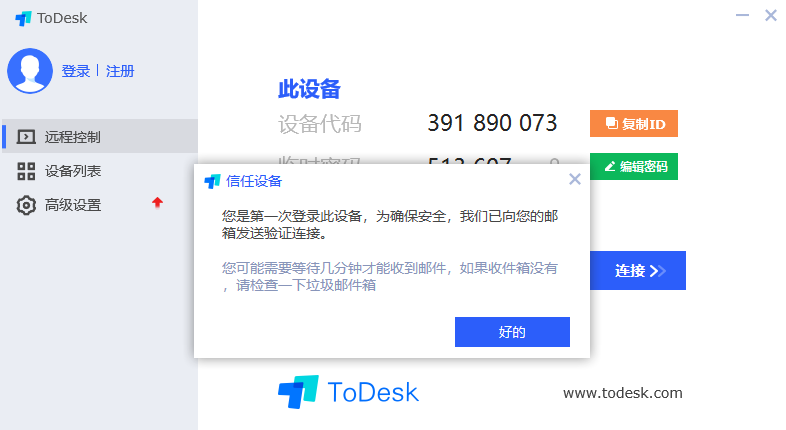 ToDesk
登录 | 注册
远程控制
设备列表
高级设置
此设备
设备代码 391 890 073 复制ID
临时密码 513 607 编辑密码
信任设备
您是第一次登录此设备，为确保安全，我们已向您的邮
箱发送验证连接。
您可能需要等待几分钟才能收到邮件，如果收件箱没有
，请检查一下垃圾邮件箱
好的
连接
ToDesk
www.todesk.com